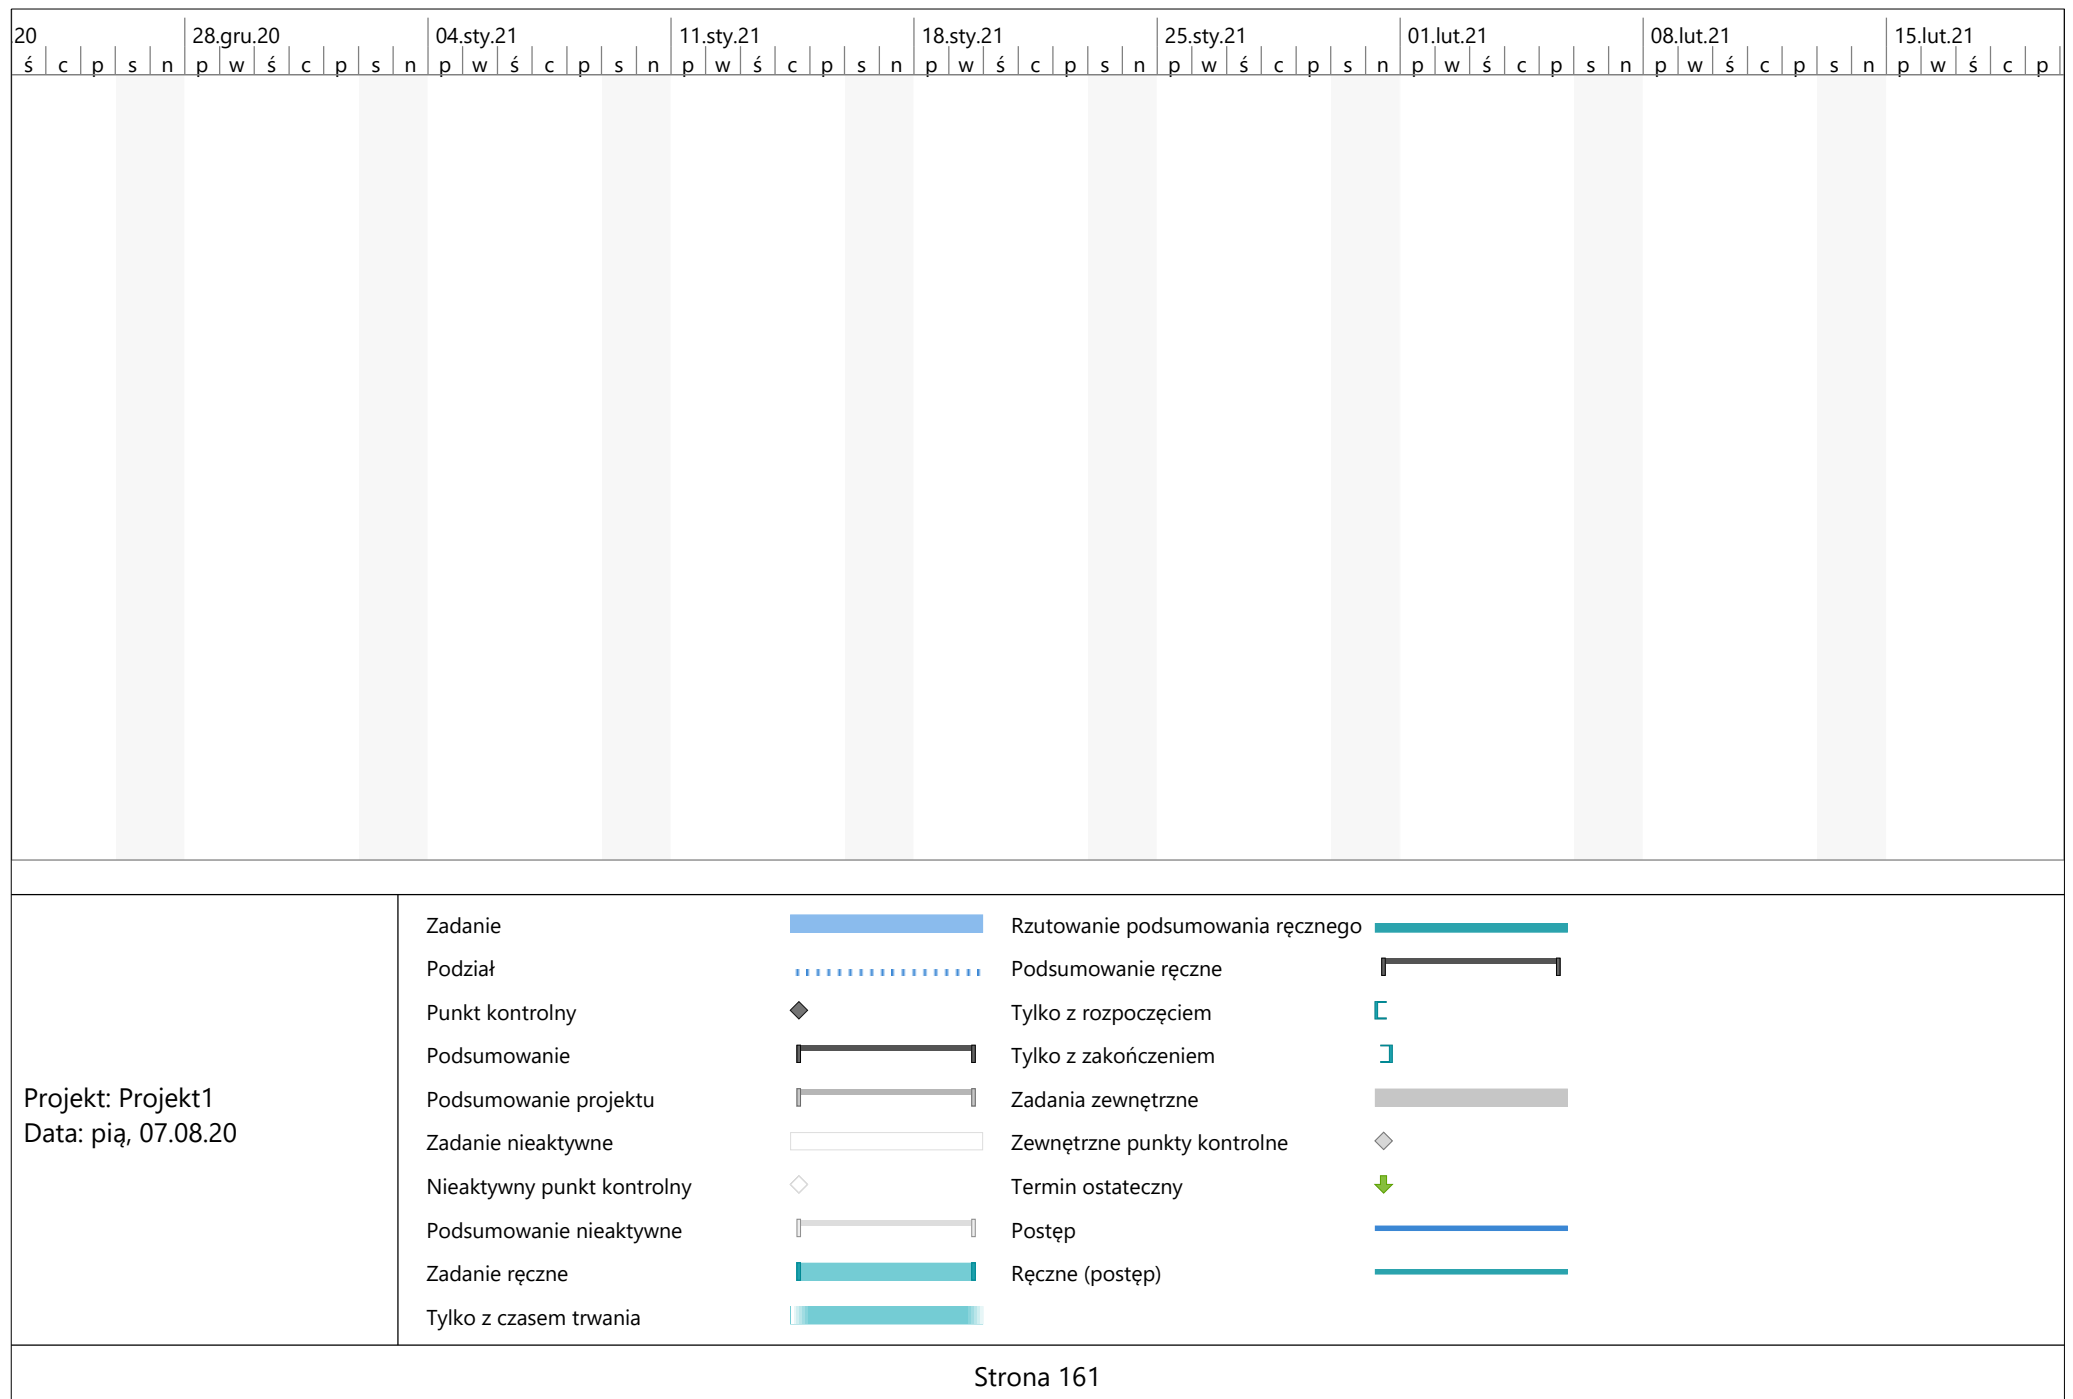 .20 28.gru.20 04.sty.21 11.sty.21 18.sty.21 25.sty.21 01.lut.21 08.lut.21 15.lut.21
ś c p s n p w ś c p s n p w ś c p s n p w ś c p s n p w ś c p s n p w ś c p s n p w ś c p s n p w ś c p s n p w ś c p
Zadanie
Podział
Punkt kontrolny
Podsumowanie
Podsumowanie projektu
Zadanie nieaktywne
Nieaktywny punkt kontrolny
Podsumowanie nieaktywne
Zadanie ręczne
Tylko z czasem trwania
Rzutowanie podsumowania ręcznego
Podsumowanie ręczne
Tylko z rozpoczęciem
Tylko z zakończeniem
Zadania zewnętrzne
Zewnętrzne punkty kontrolne
Termin ostateczny
Postęp
Ręczne (postęp)
Projekt: Projekt1
Data: pią, 07.08.20
Strona 161